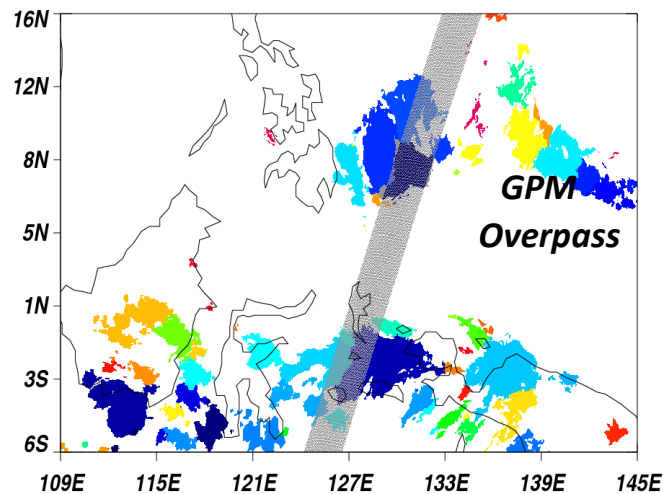 16N
12N
8N
5N
1N
3S
6S
GPM
Overpass
109E 115E 121E 127E 133E 139E 145E